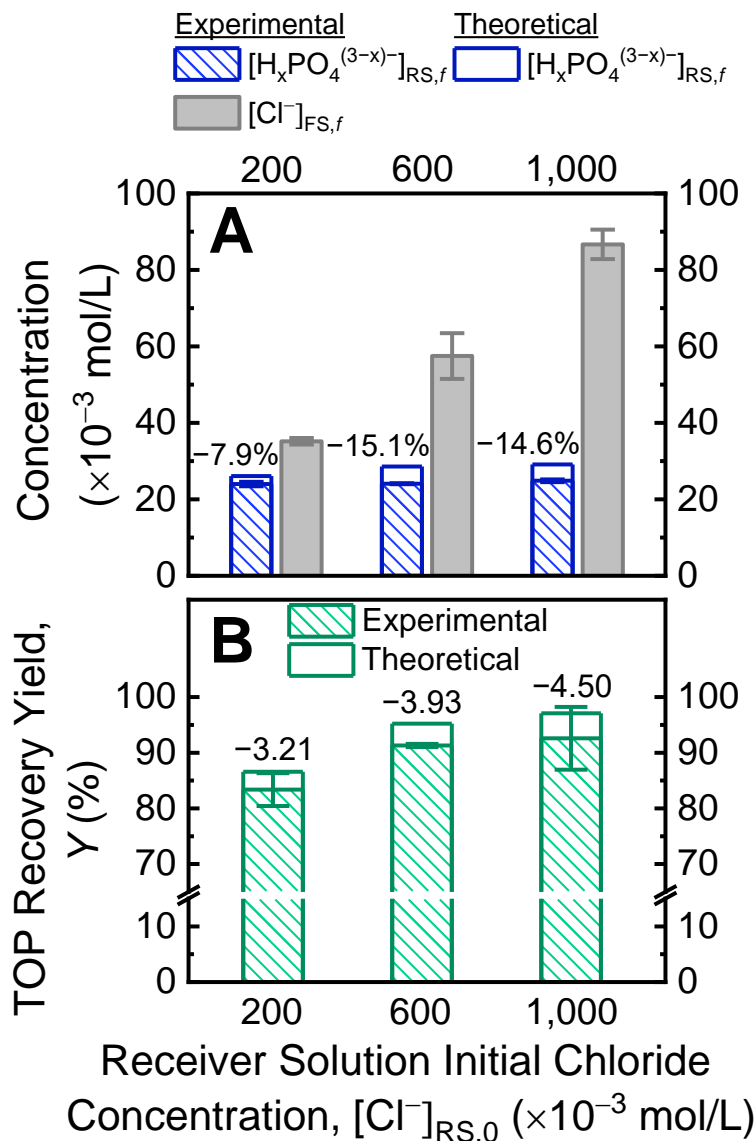 Experimental Theoretical
[HₓPO₄⁽³⁻ˣ⁾⁻]RS,f [HₓPO₄⁽³⁻ˣ⁾⁻]RS,f
[Cl⁻]FS,f
200 600 1,000
A
Concentration
(×10⁻³ mol/L)
100 100
80 80
60 60
40 40
20 20
0 0
−7.9% −15.1% −14.6%
B
Experimental
Theoretical
TOP Recovery Yield,
Y (%)
100 100
90 90
80 80
70 70
10 10
0 0
−3.21 −3.93 −4.50
200 600 1,000
Receiver Solution Initial Chloride
Concentration, [Cl⁻]RS,0 (×10⁻³ mol/L)